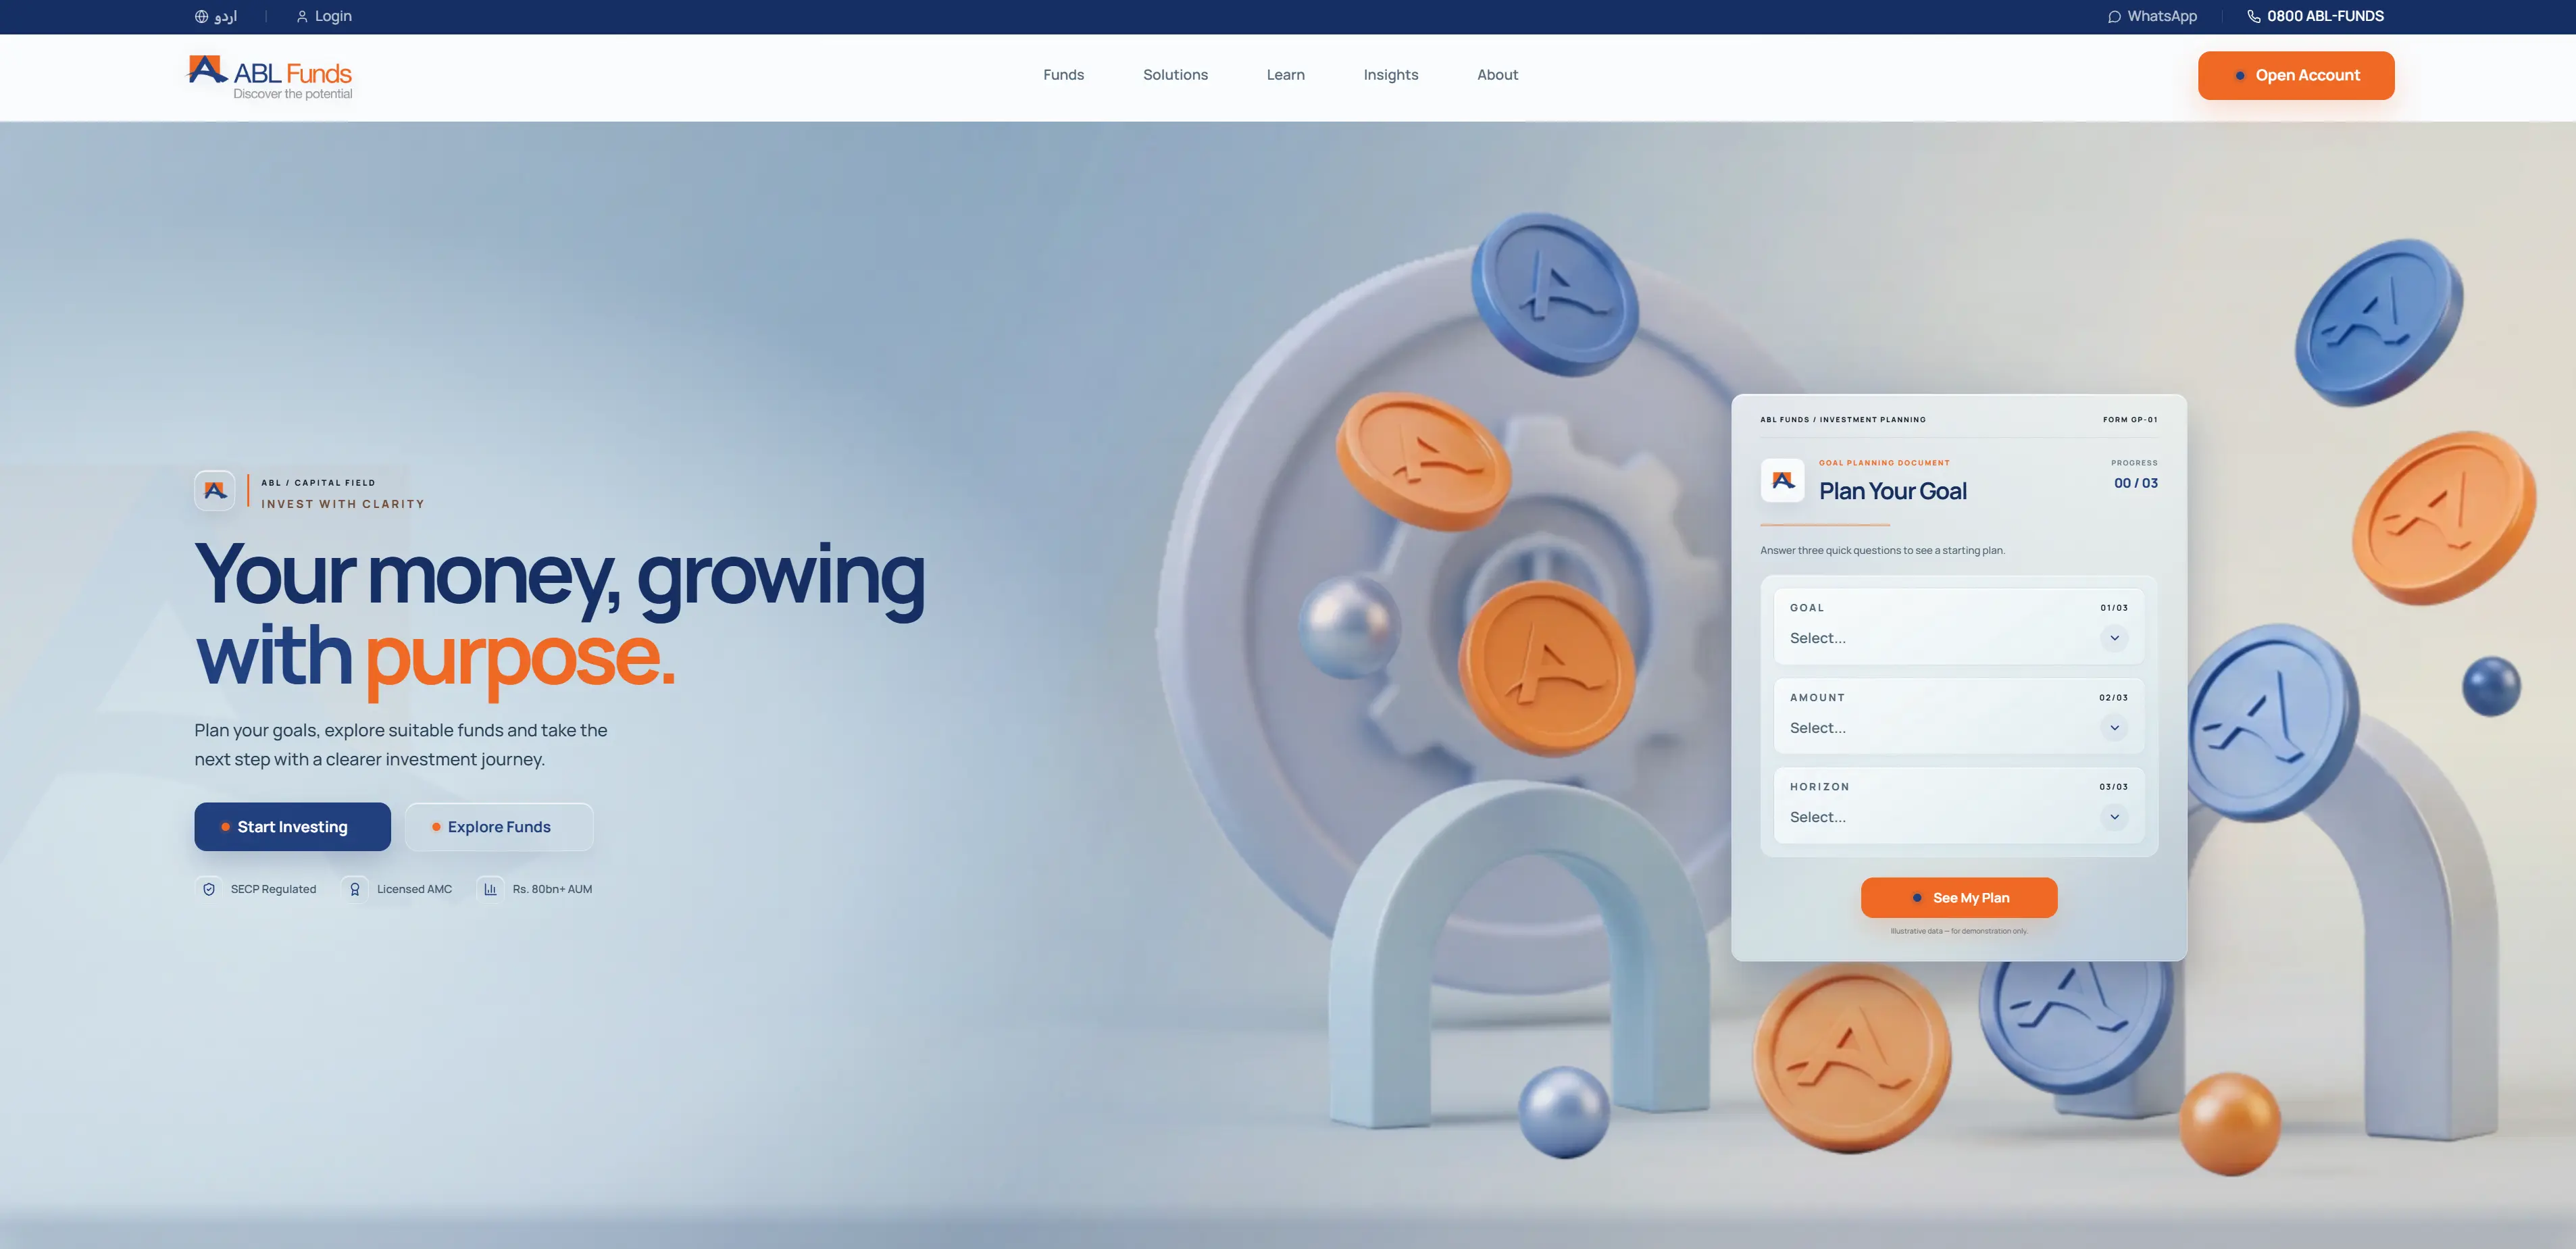 اردو
Login
WhatsApp
0800 ABL-FUNDS
ABL Funds
Discover the potential
Funds
Solutions
Learn
Insights
About
Open Account
ABL / CAPITAL FIELD
INVEST WITH CLARITY
Your money, growing
with purpose.
Plan your goals, explore suitable funds and take the
next step with a clearer investment journey.
Start Investing
Explore Funds
SECP Regulated
Licensed AMC
Rs. 80bn+ AUM
ABL FUNDS / INVESTMENT PLANNING
FORM GP-01
GOAL PLANNING DOCUMENT
Plan Your Goal
PROGRESS
00 / 03
Answer three quick questions to see a starting plan.
GOAL
01/03
Select...
AMOUNT
02/03
Select...
HORIZON
03/03
Select...
See My Plan
Illustrative data — for demonstration only.